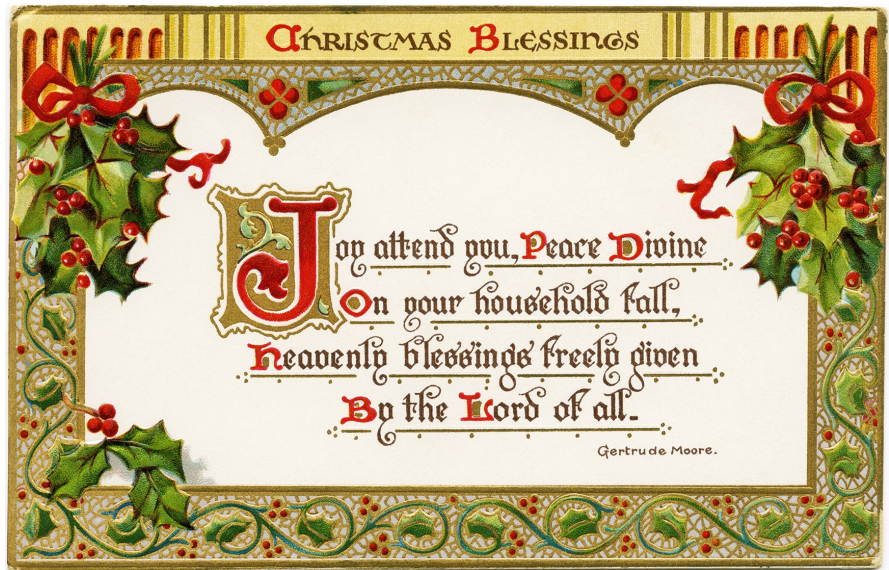 Christmas Blessings
Joy attend you, Peace Divine
On your household fall,
Heavenly blessings freely given
By the Lord of all.
Gertrude Moore.